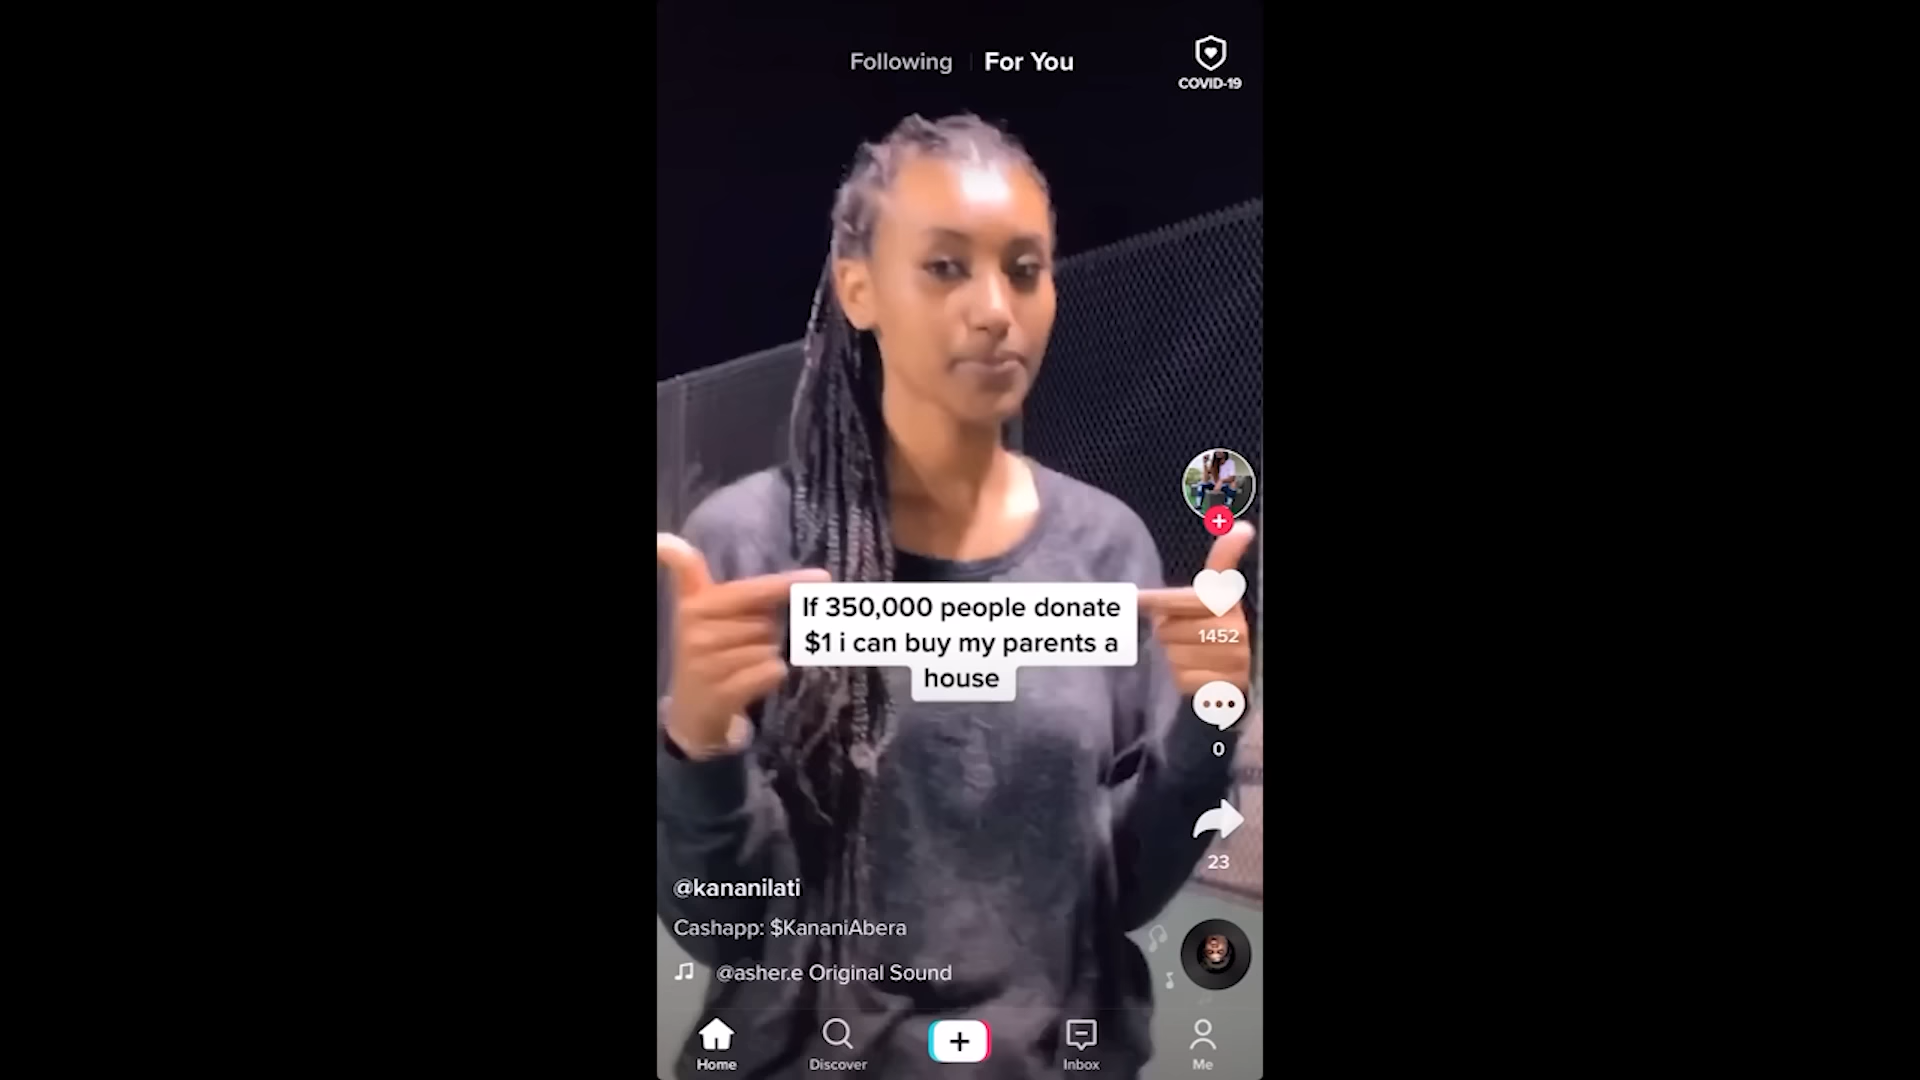 Following
For You
COVID-19
If 350,000 people donate
$1 i can buy my parents a
house
1452
0
23
@kananilati
Cashapp: $KananiAbera
@asher.e Original Sound
Home
Discover
Inbox
Me